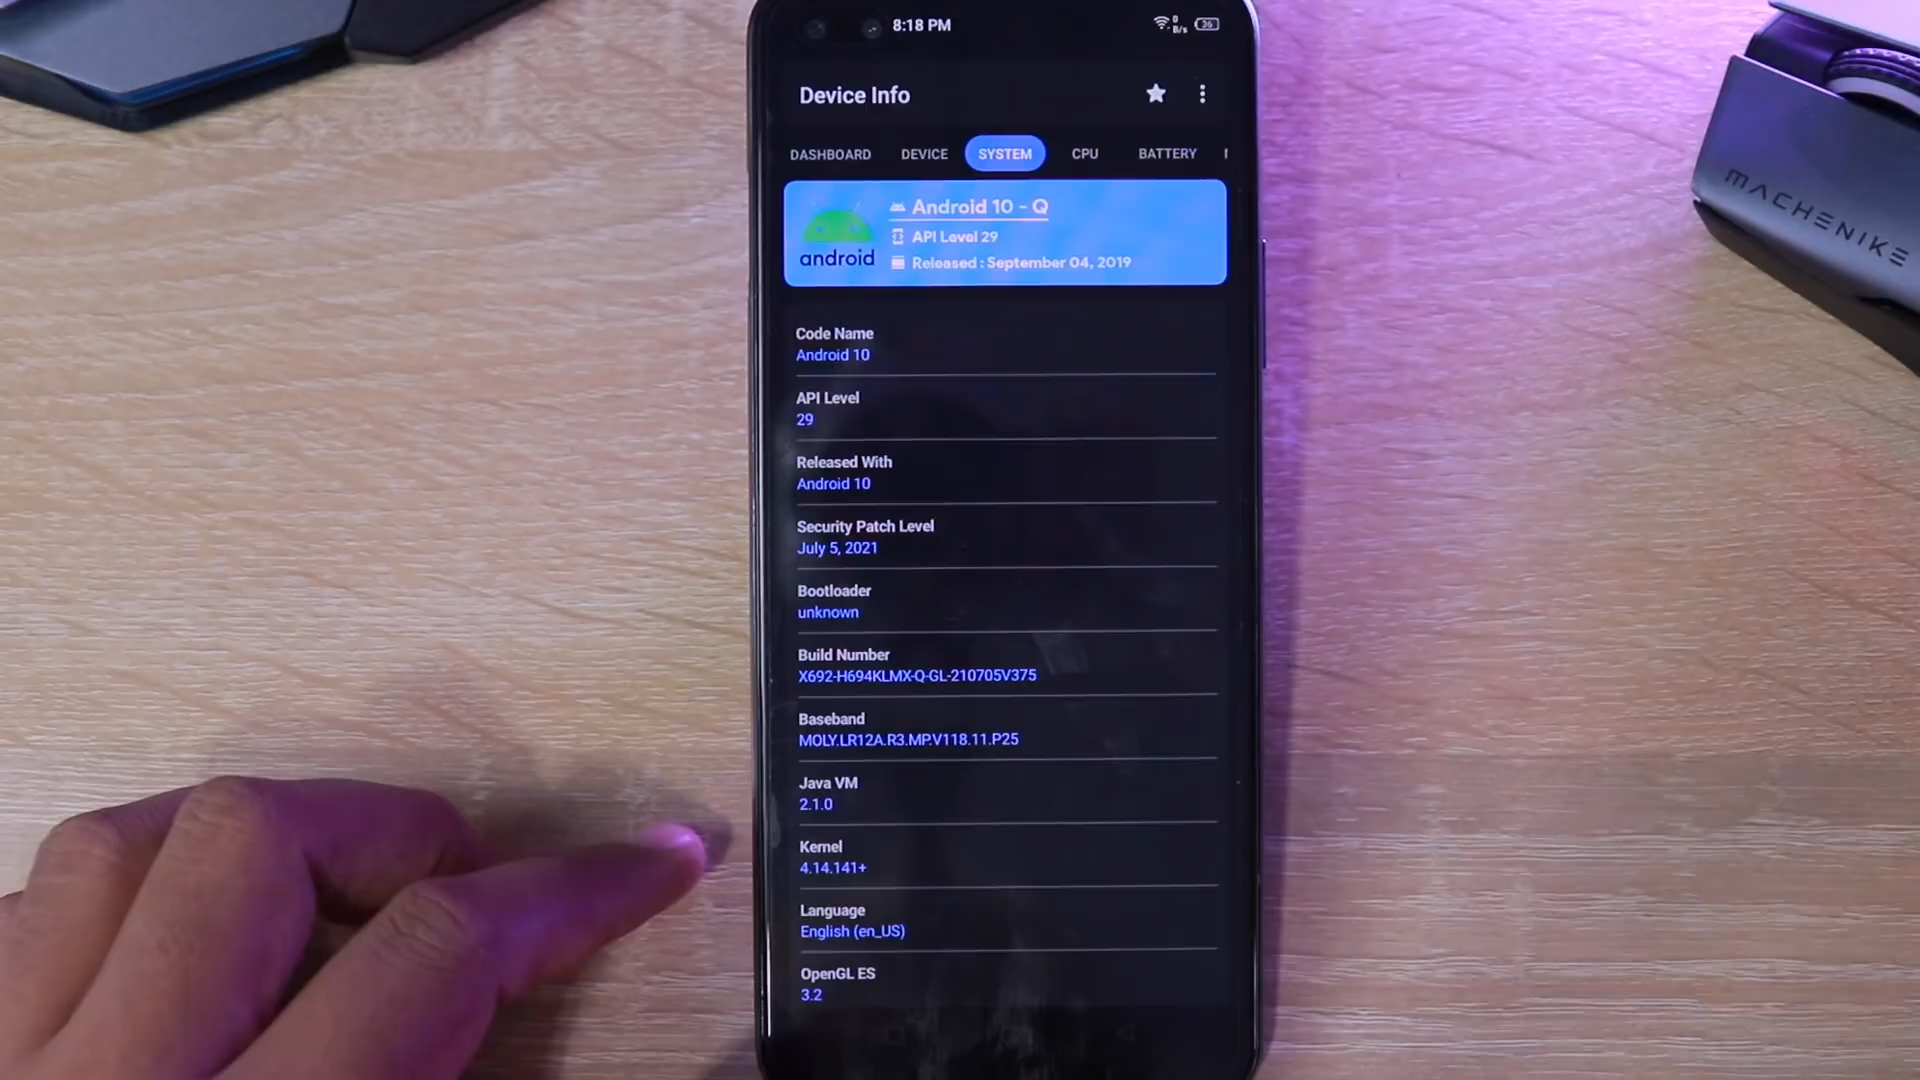 8:18 PM
0
B/s
36
Device Info
DASHBOARD DEVICE SYSTEM CPU BATTERY
android
Android 10 - Q
API Level 29
Released : September 04, 2019
Code Name
Android 10
API Level
29
Released With
Android 10
Security Patch Level
July 5, 2021
Bootloader
unknown
Build Number
X692-H694KLMX-Q-GL-210705V375
Baseband
MOLY.LR12A.R3.MP.V118.11.P25
Java VM
2.1.0
Kernel
4.14.141+
Language
English (en_US)
OpenGL ES
3.2
MACHENIKE